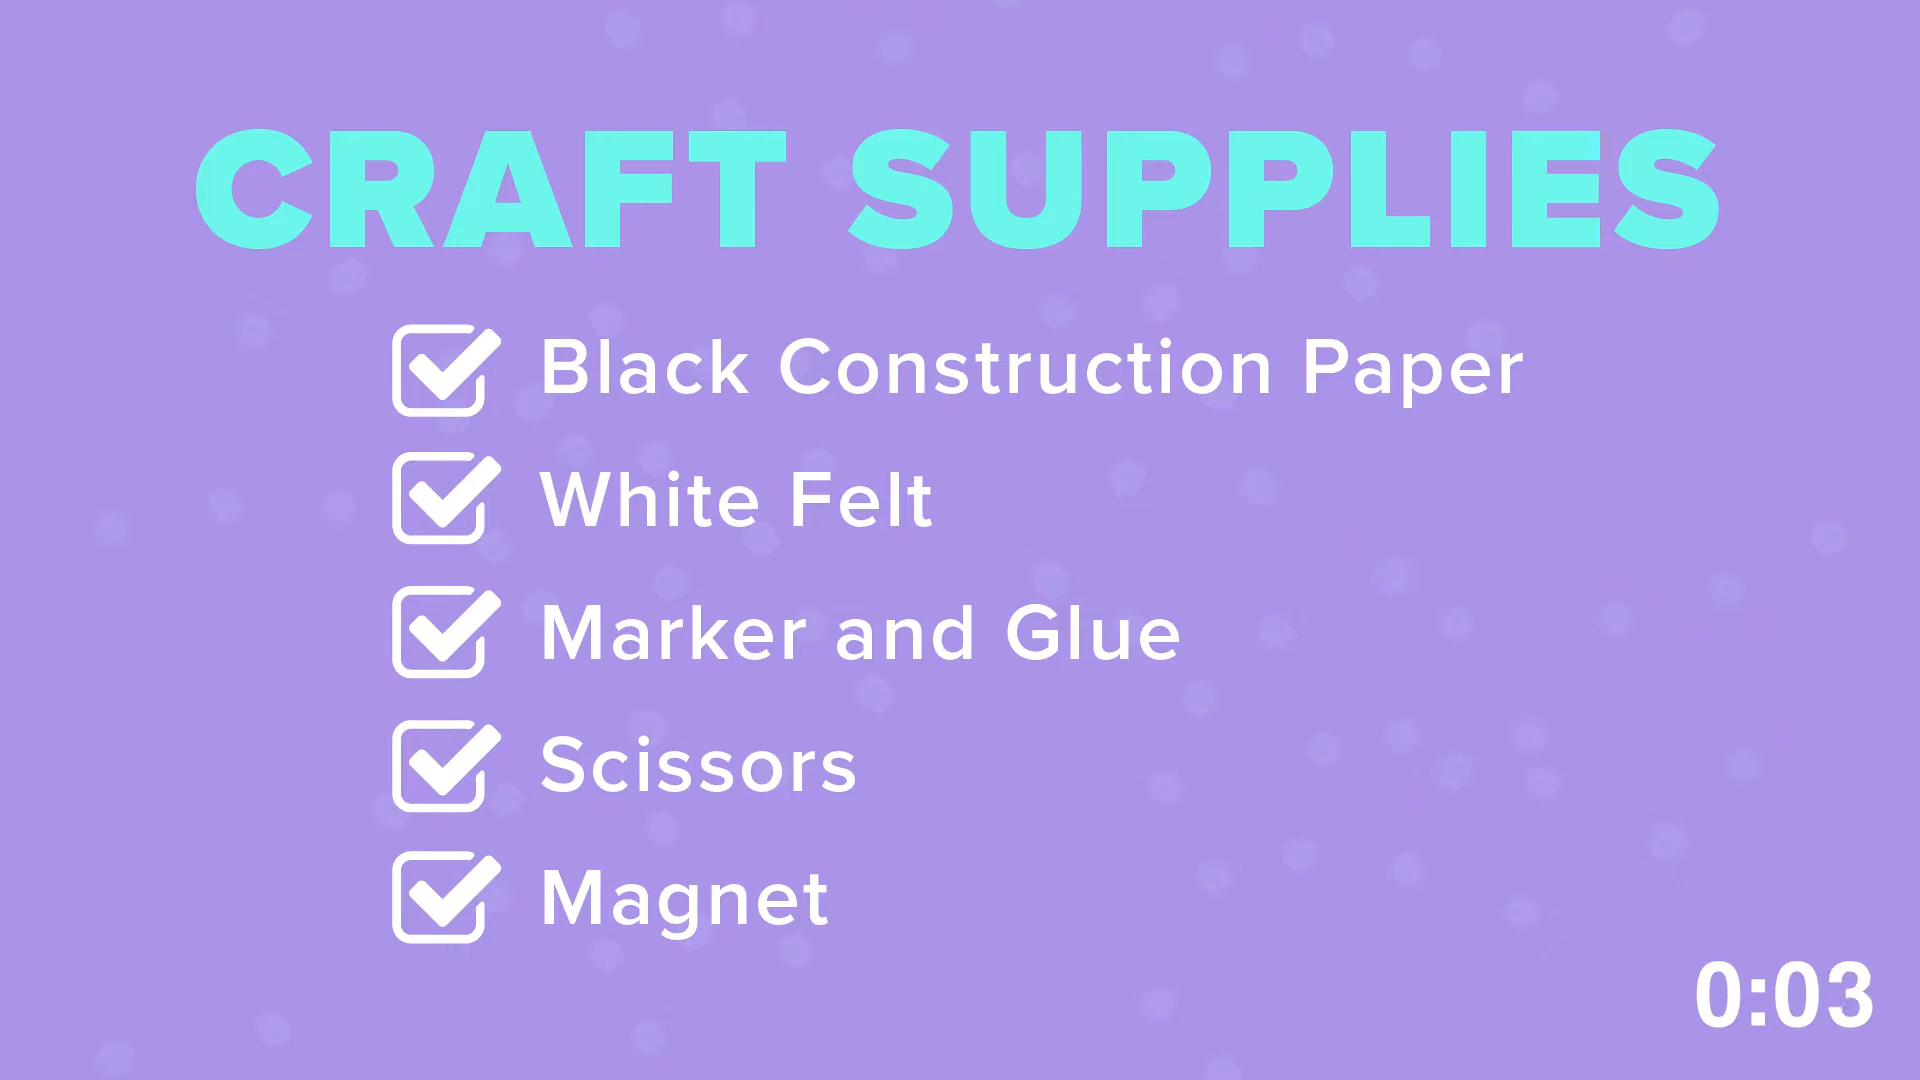 CRAFT SUPPLIES
Black Construction Paper
White Felt
Marker and Glue
Scissors
Magnet
0:03